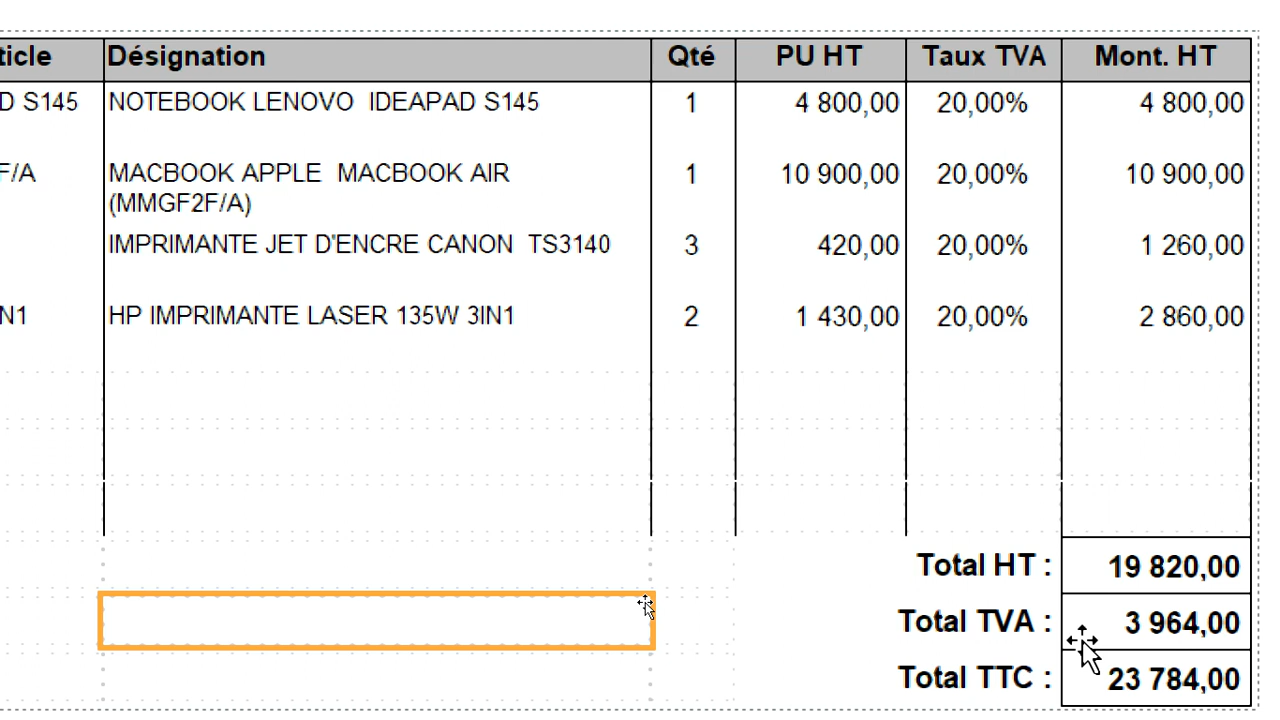 ticle Désignation Qté PU HT Taux TVA Mont. HT
D S145 NOTEBOOK LENOVO IDEAPAD S145 1 4 800,00 20,00% 4 800,00
F/A MACBOOK APPLE MACBOOK AIR 1 10 900,00 20,00% 10 900,00
(MMGF2F/A)
IMPRIMANTE JET D'ENCRE CANON TS3140 3 420,00 20,00% 1 260,00
N1 HP IMPRIMANTE LASER 135W 3IN1 2 1 430,00 20,00% 2 860,00
Total HT : 19 820,00
Total TVA : 3 964,00
Total TTC : 23 784,00